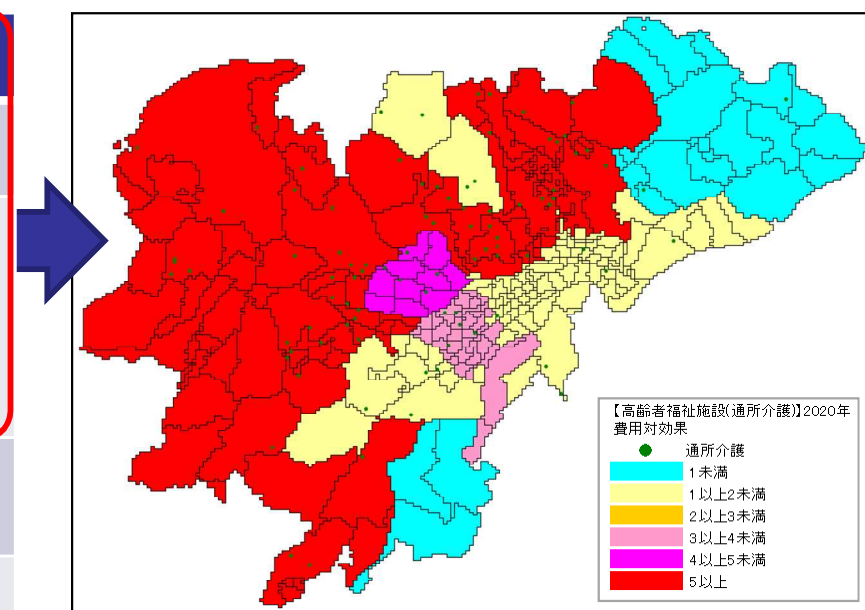 【高齢者福祉施設(通所介護)】2020年
費用対効果
通所介護
1未満
1以上2未満
2以上3未満
3以上4未満
4以上5未満
5以上